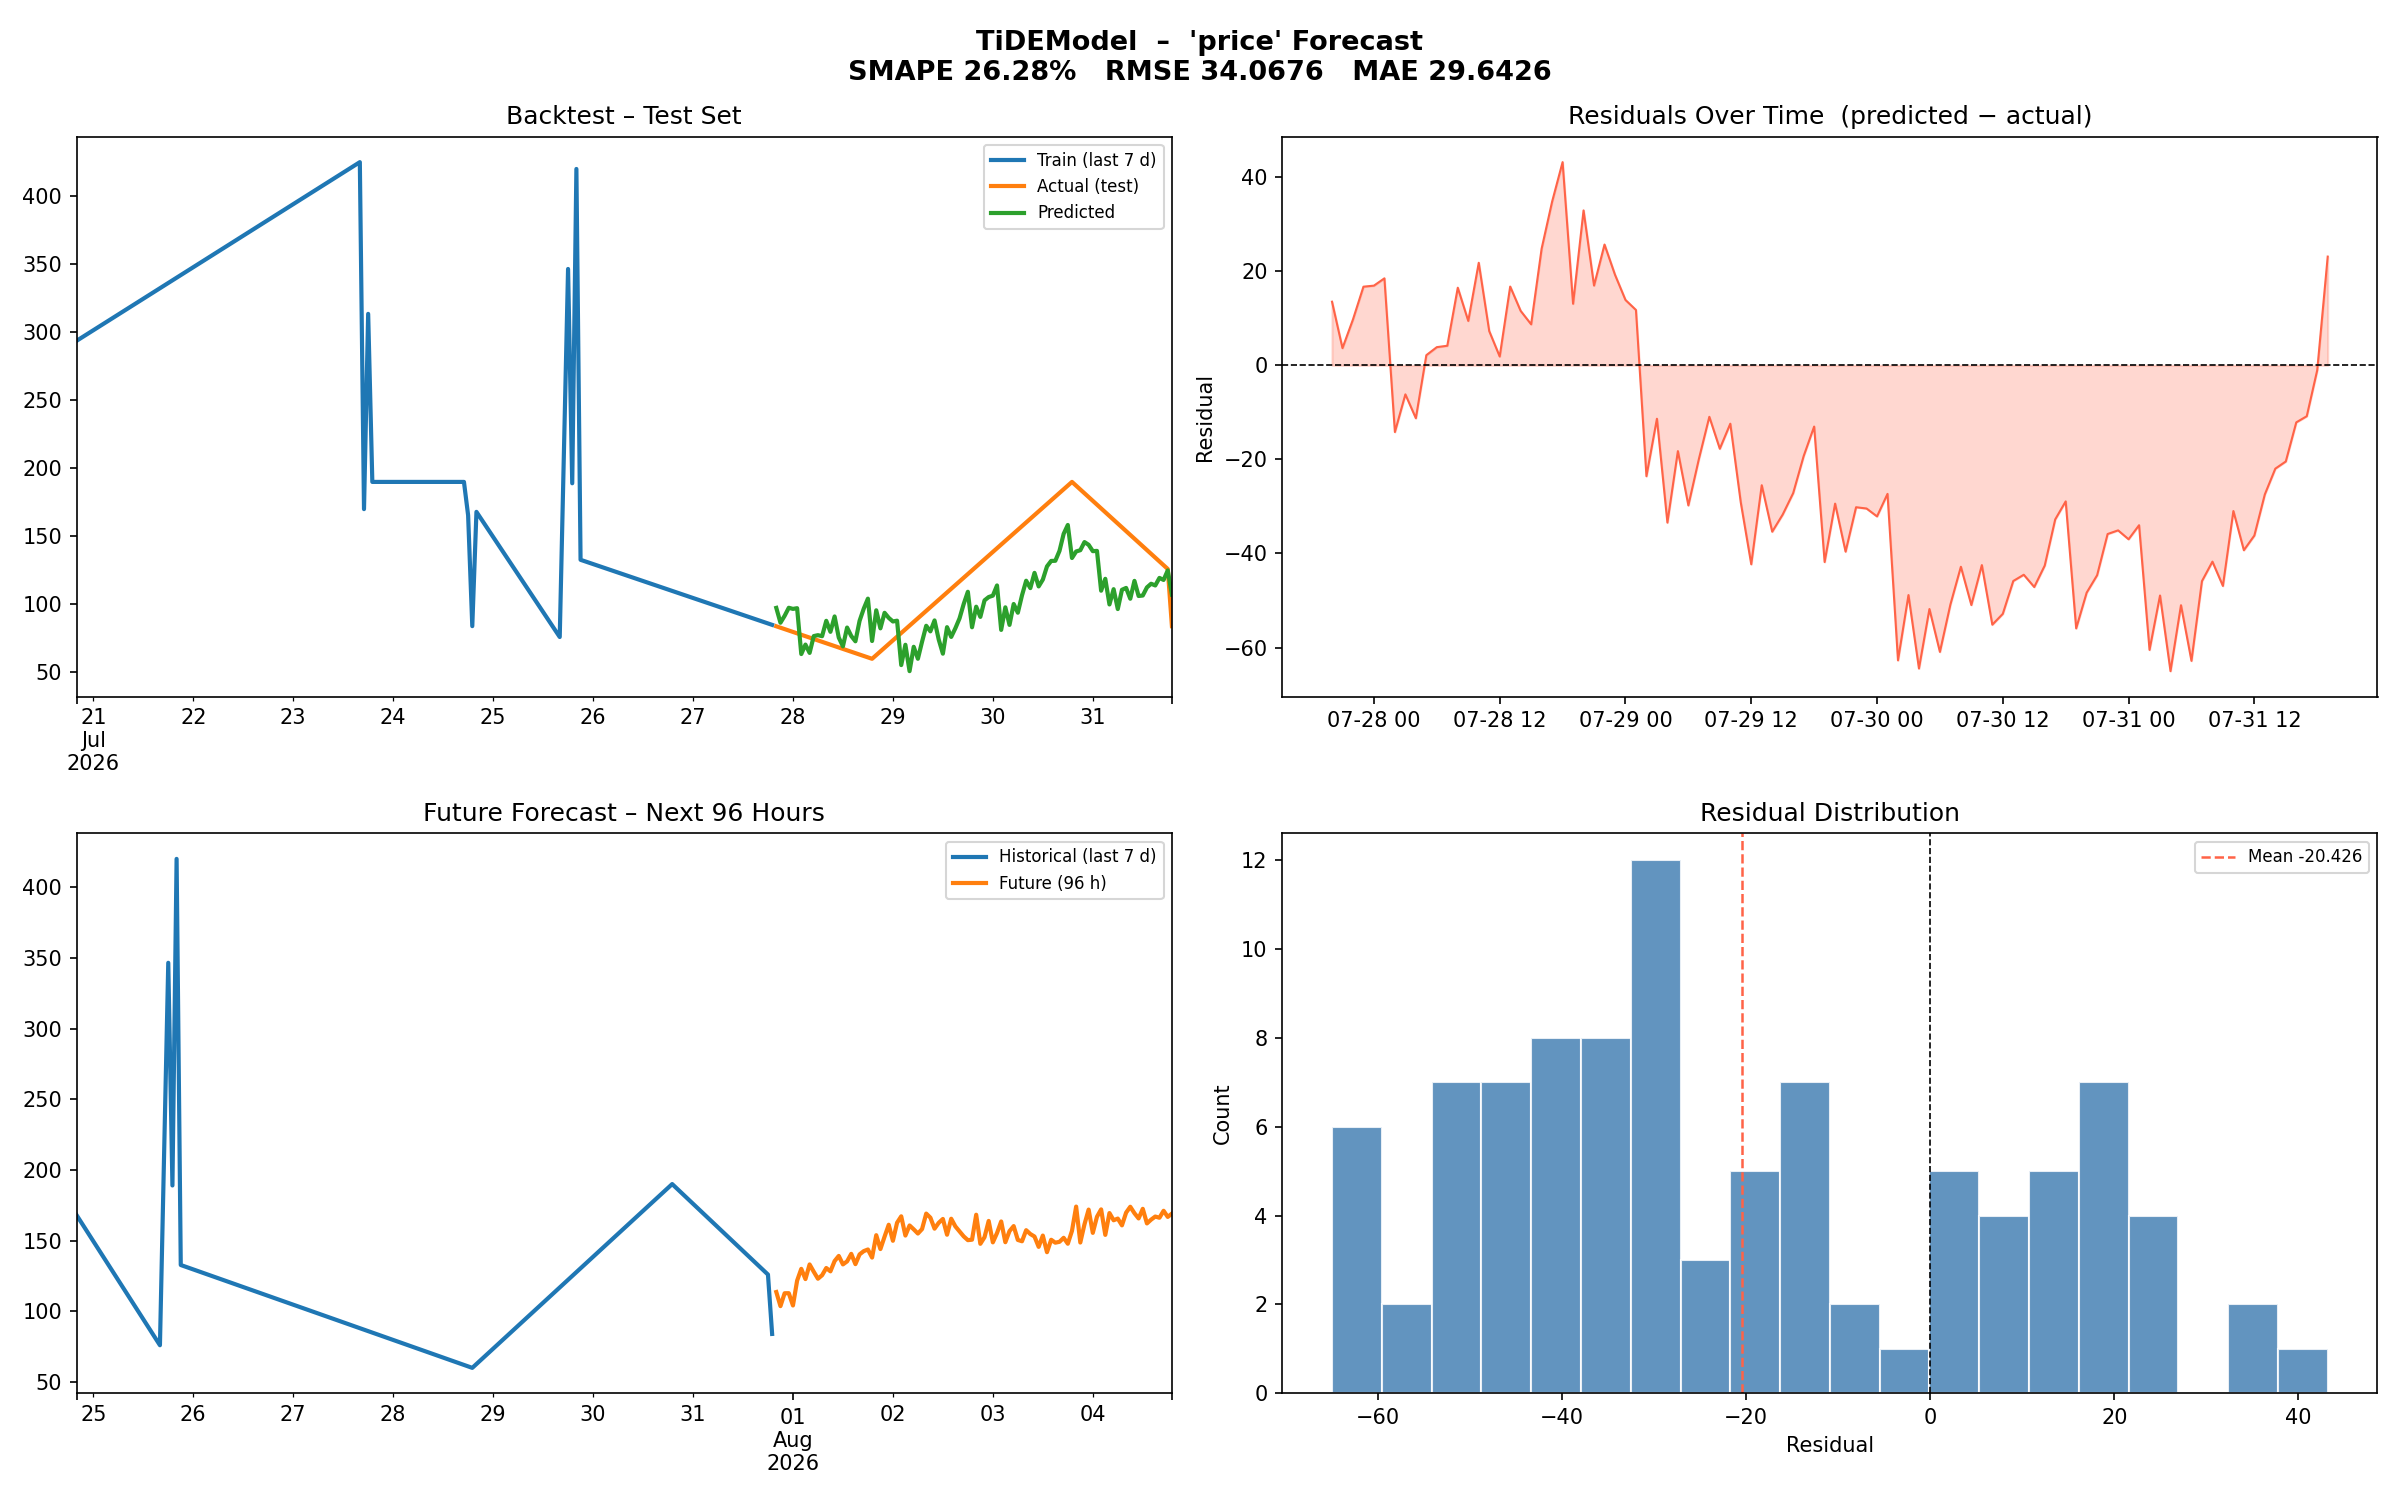 TiDEModel – 'price' Forecast
SMAPE 26.28% RMSE 34.0676 MAE 29.6426
Backtest – Test Set
Train (last 7 d)
Actual (test)
Predicted
400
350
300
250
200
150
100
50
21 22 23 24 25 26 27 28 29 30 31
Jul
2026
Residuals Over Time (predicted − actual)
Residual
40
20
0
−20
−40
−60
07-28 00 07-28 12 07-29 00 07-29 12 07-30 00 07-30 12 07-31 00 07-31 12
Future Forecast – Next 96 Hours
Historical (last 7 d)
Future (96 h)
400
350
300
250
200
150
100
50
25 26 27 28 29 30 31 01 02 03 04
Aug
2026
Residual Distribution
Mean -20.426
Count
12
10
8
6
4
2
0
−60 −40 −20 0 20 40
Residual